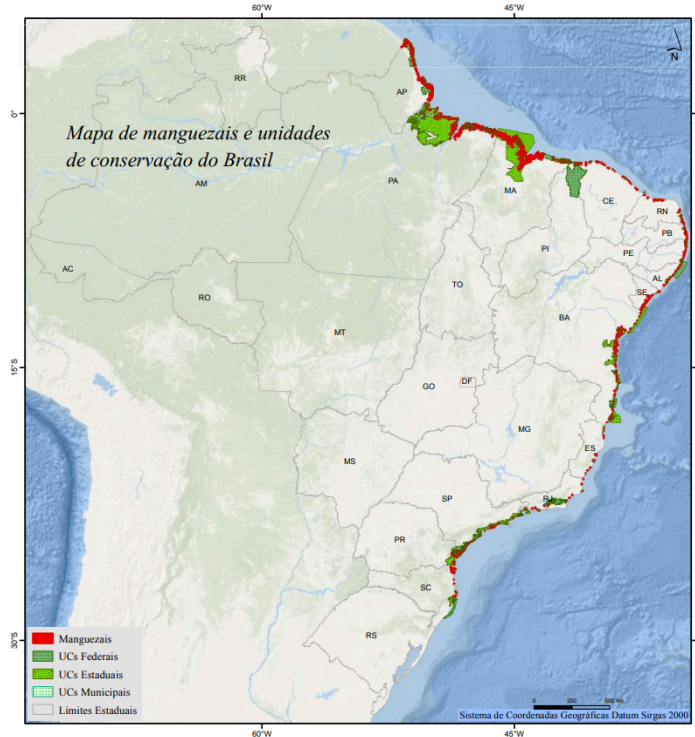 60°W 45°W
N
RR
AP
0°
Mapa de manguezais e unidades
de conservação do Brasil
AM
PA
MA
CE
RN
PB
PI
PE
AC
AL
TO
SE
RO
BA
MT
15°S
GO
DF
MG
MS
ES
SP
RJ
PR
SC
RS
30°S
Manguezais
UCs Federais
UCs Estaduais
UCs Municipais
Limites Estaduais
0 250 500 km
Sistema de Coordenadas Geográficas Datum Sirgas 2000
60°W 45°W